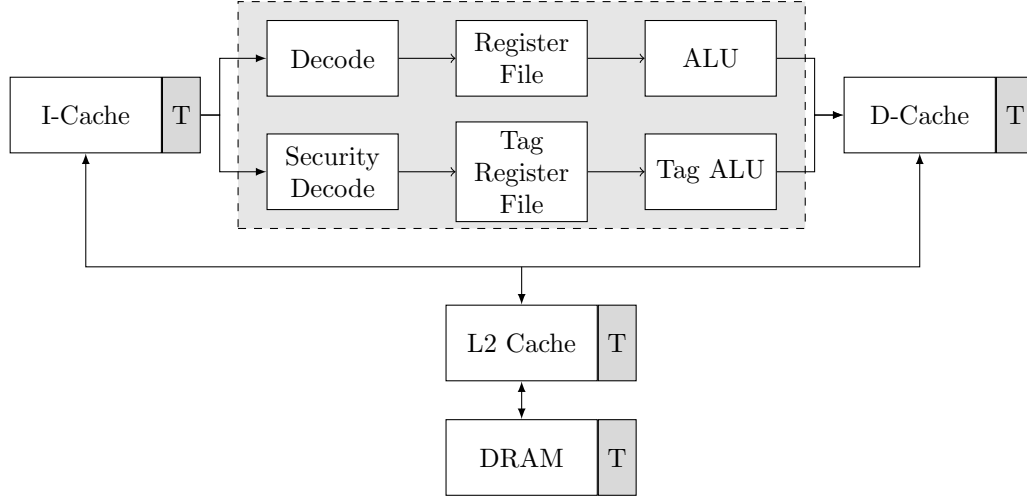 Decode
Register
File
ALU
I-Cache
T
D-Cache
T
Security
Decode
Tag
Register
File
Tag ALU
L2 Cache
T
DRAM
T